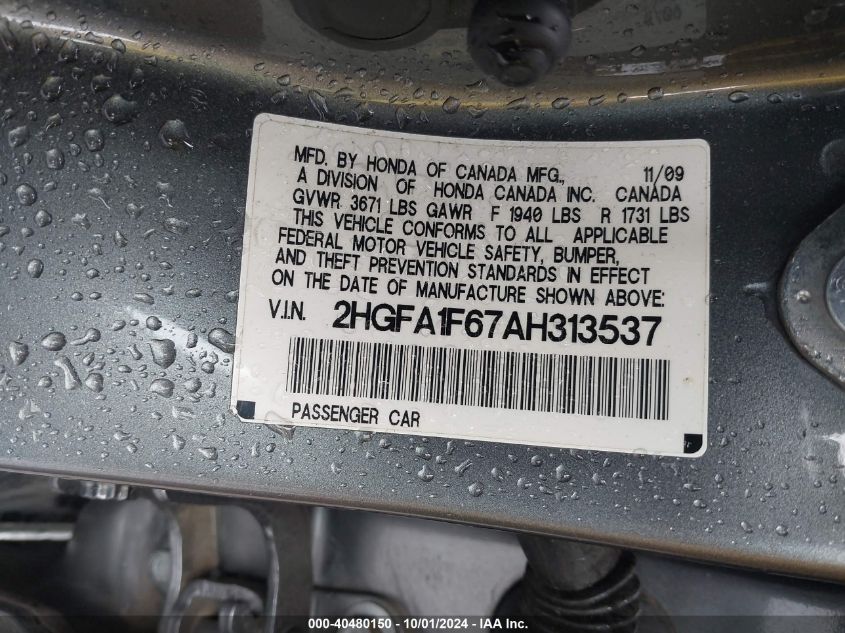 MFD. BY HONDA OF CANADA MFG., 11/09
A DIVISION OF HONDA CANADA INC. CANADA
GVWR 3671 LBS GAWR F 1940 LBS R 1731 LBS
THIS VEHICLE CONFORMS TO ALL APPLICABLE
FEDERAL MOTOR VEHICLE SAFETY, BUMPER,
AND THEFT PREVENTION STANDARDS IN EFFECT
ON THE DATE OF MANUFACTURE SHOWN ABOVE:
V.I.N. 2HGFA1F67AH313537
PASSENGER CAR
000-40480150 - 10/01/2024 - IAA Inc.